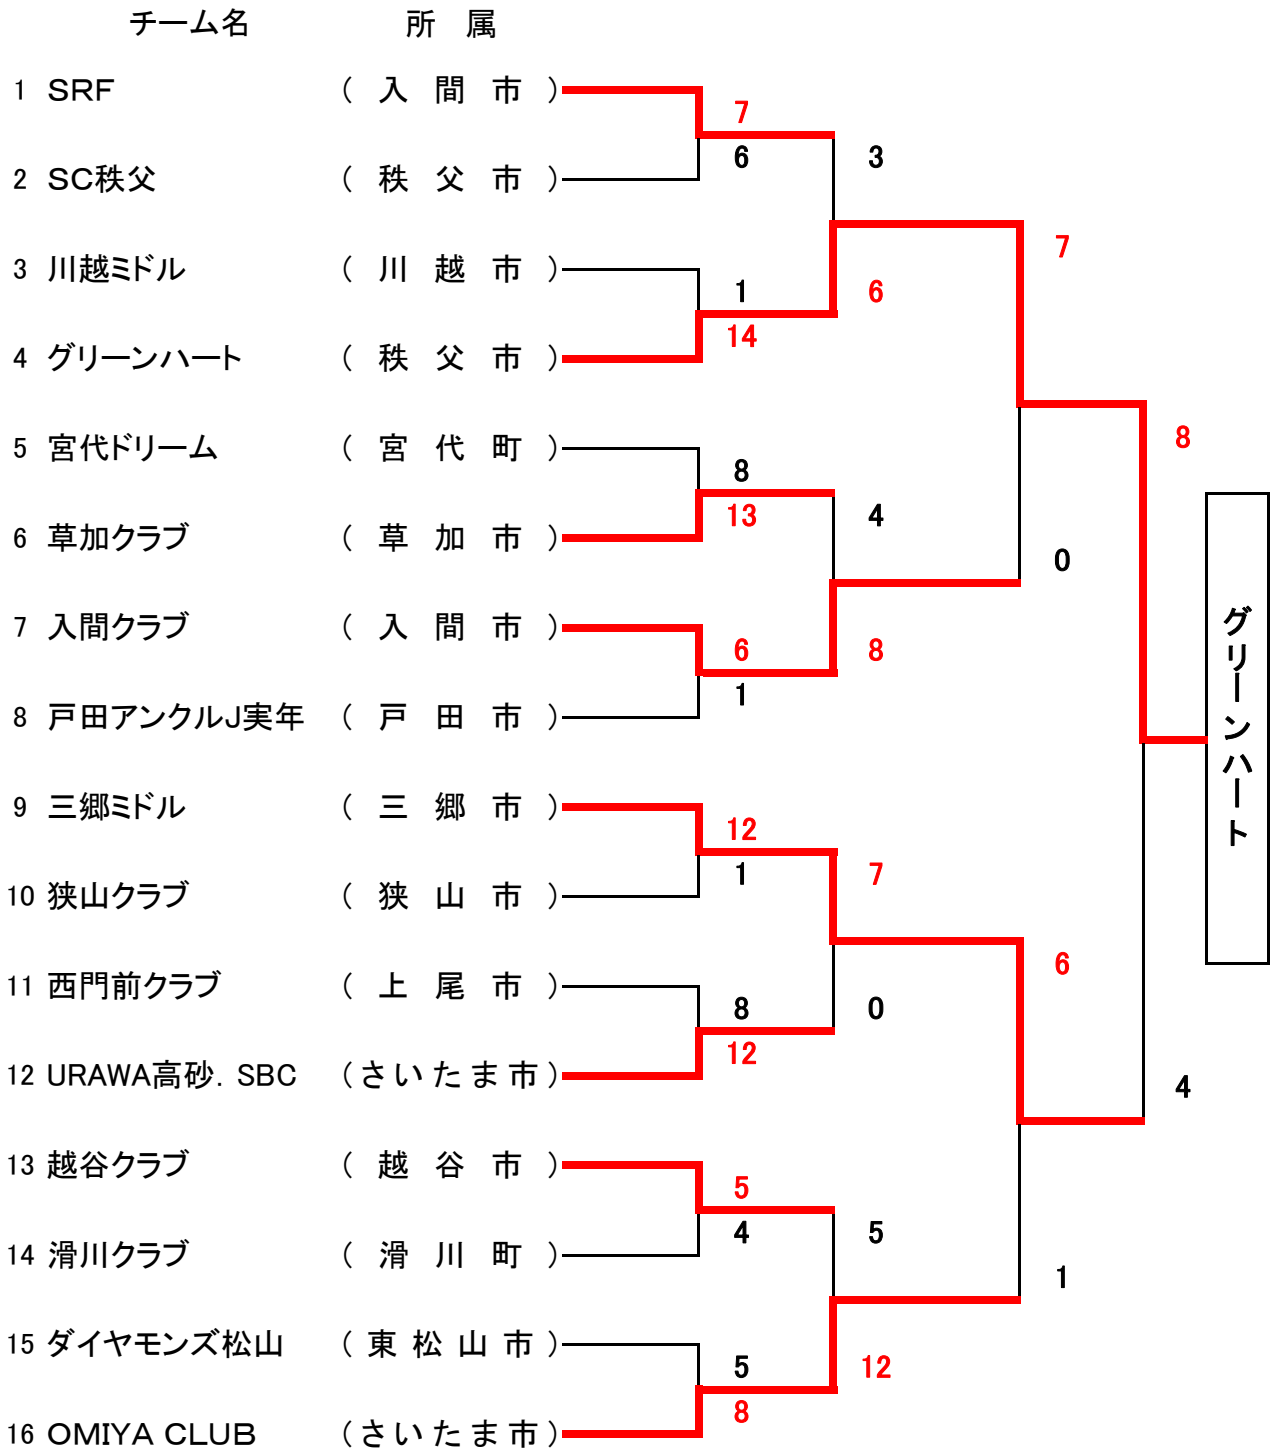 チーム名 所 属
1 SRF ( 入 間 市 )
7
6
3
2 SC秩父 ( 秩 父 市 )
7
3 川越ミドル ( 川 越 市 )
1
6
14
4 グリーンハート ( 秩 父 市 )
8
5 宮代ドリーム ( 宮 代 町 )
8
13
4
6 草加クラブ ( 草 加 市 )
0
7 入間クラブ ( 入 間 市 )
6
8
1
8 戸田アンクルJ実年 ( 戸 田 市 )
グリーンハート
9 三郷ミドル ( 三 郷 市 )
12
1
7
10 狭山クラブ ( 狭 山 市 )
6
11 西門前クラブ ( 上 尾 市 )
8
0
12
12 URAWA高砂．SBC (さいたま市)
4
13 越谷クラブ ( 越 谷 市 )
5
4
5
14 滑川クラブ ( 滑 川 町 )
1
15 ダイヤモンズ松山 ( 東 松 山 市 )
5
12
8
16 OMIYA CLUB (さいたま市)